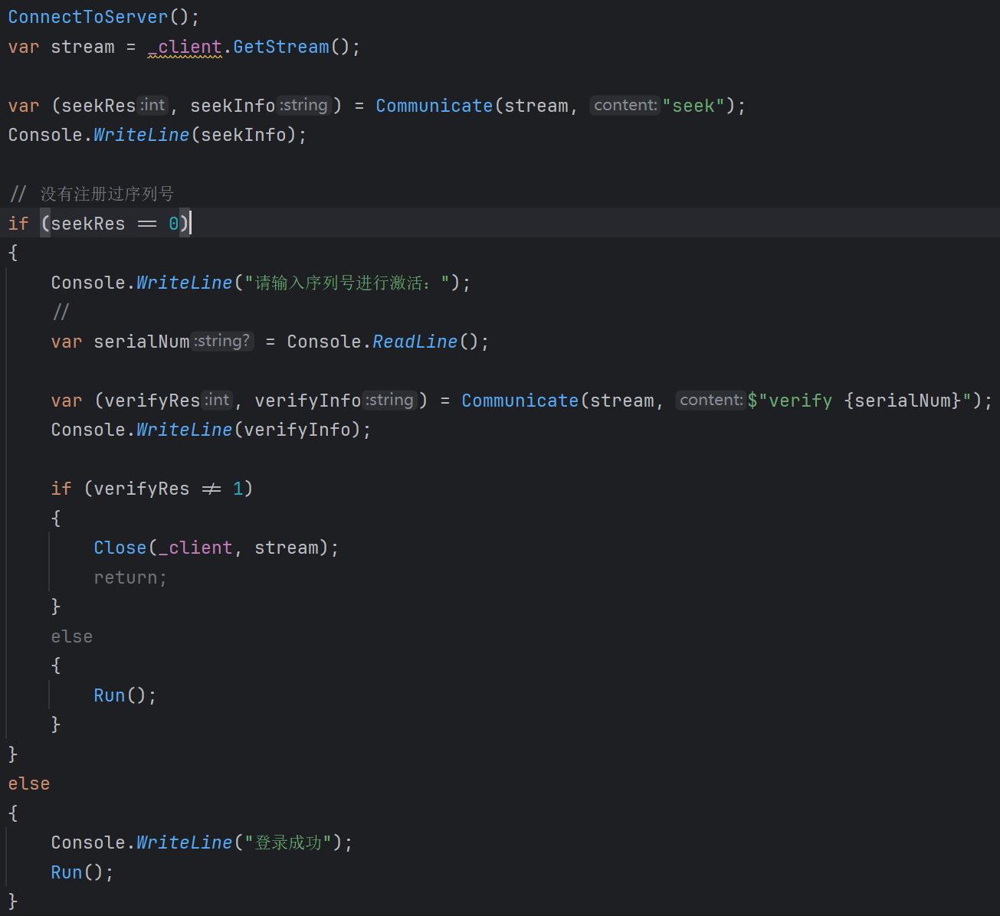 ConnectToServer();
var stream = _client.GetStream();
var (seekRes:int, seekInfo:string) = Communicate(stream, content:"seek");
Console.WriteLine(seekInfo);
// 没有注册过序列号
if (seekRes == 0)
{
Console.WriteLine("请输入序列号进行激活：");
//
var serialNum:string? = Console.ReadLine();
var (verifyRes:int, verifyInfo:string) = Communicate(stream, content:$"verify {serialNum}");
Console.WriteLine(verifyInfo);
if (verifyRes ≠ 1)
{
Close(_client, stream);
return;
}
else
{
Run();
}
}
else
{
Console.WriteLine("登录成功");
Run();
}